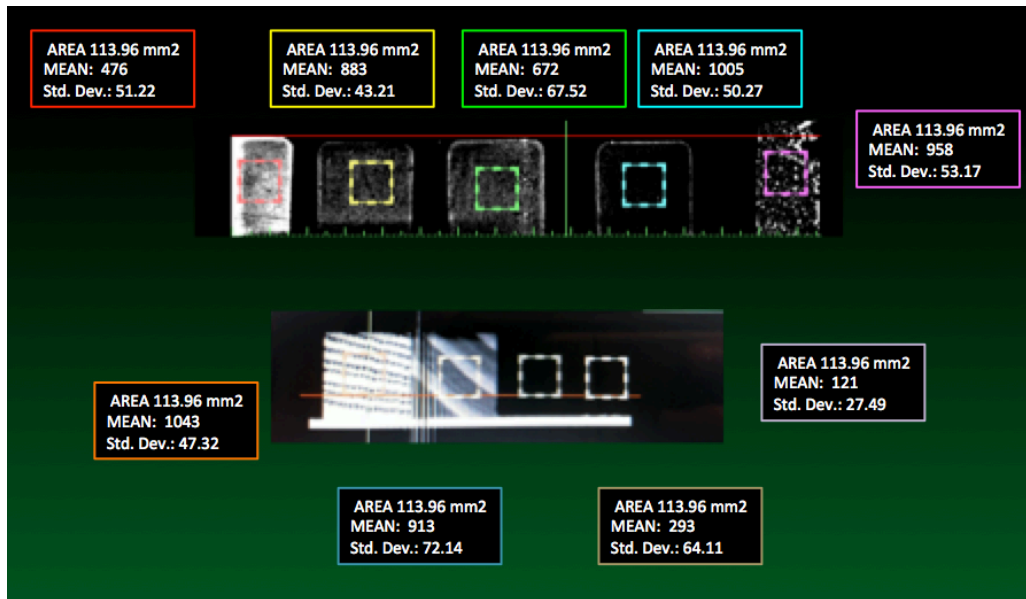 AREA 113.96 mm2
MEAN: 476
Std. Dev.: 51.22
AREA 113.96 mm2
MEAN: 883
Std. Dev.: 43.21
AREA 113.96 mm2
MEAN: 672
Std. Dev.: 67.52
AREA 113.96 mm2
MEAN: 1005
Std. Dev.: 50.27
AREA 113.96 mm2
MEAN: 958
Std. Dev.: 53.17
AREA 113.96 mm2
MEAN: 121
Std. Dev.: 27.49
AREA 113.96 mm2
MEAN: 1043
Std. Dev.: 47.32
AREA 113.96 mm2
MEAN: 913
Std. Dev.: 72.14
AREA 113.96 mm2
MEAN: 293
Std. Dev.: 64.11